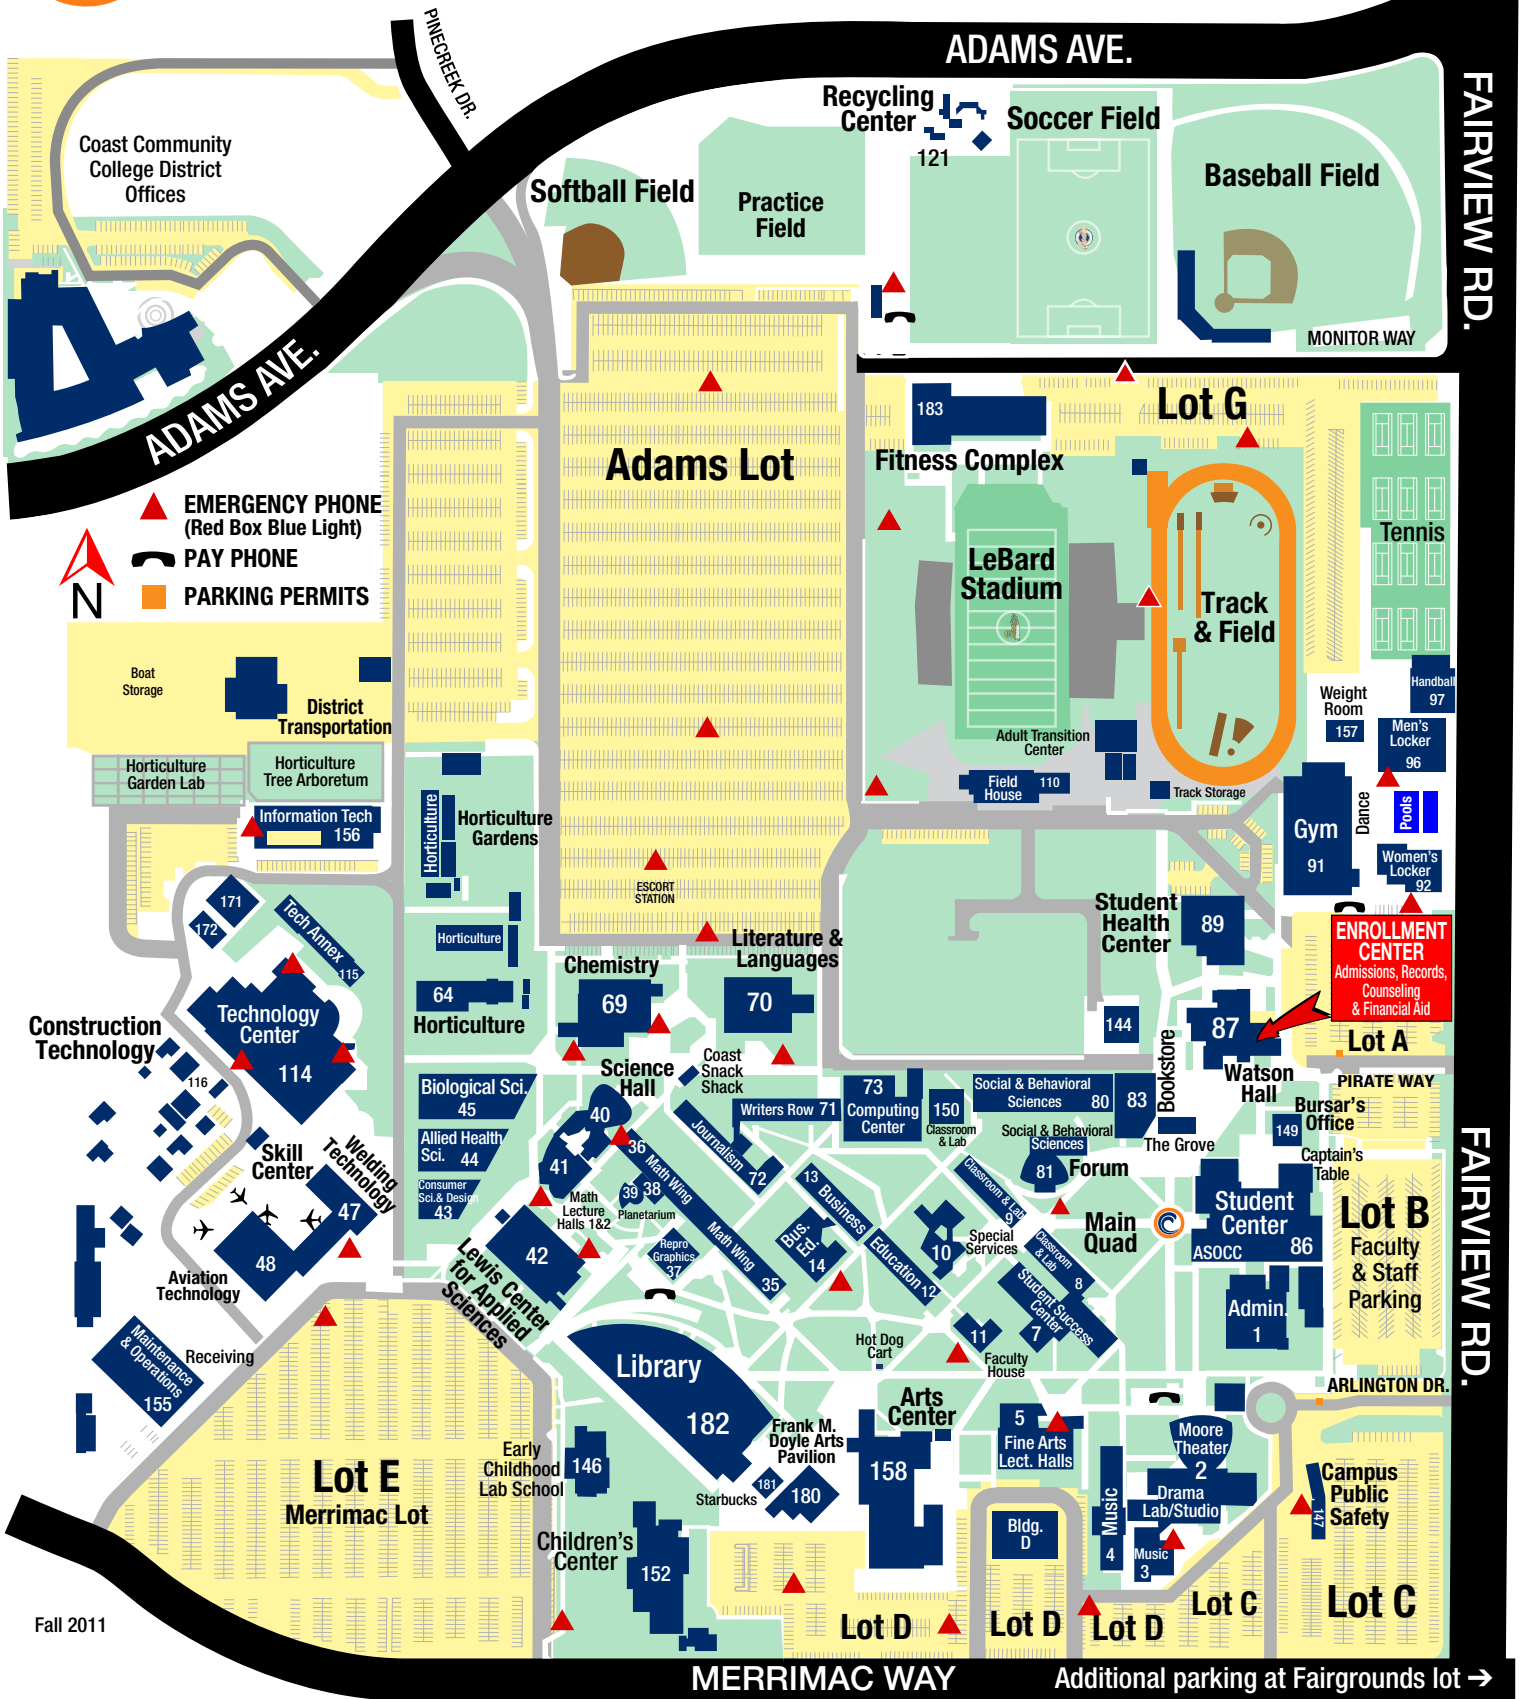 ADAMS AVE.
PINECREEK DR.
FAIRVIEW RD.
Coast Community
College District
Offices
Recycling
Center
121
Soccer Field
Baseball Field
Softball Field
Practice
Field
MONITOR WAY
ADAMS AVE.
183
Lot G
Fitness Complex
Adams Lot
EMERGENCY PHONE
(Red Box Blue Light)
PAY PHONE
PARKING PERMITS
N
LeBard
Stadium
Tennis
Track
& Field
Boat
Storage
District
Transportation
Handball
97
Weight
Room
157
Men's
Locker
96
Adult Transition
Center
Horticulture
Garden Lab
Horticulture
Tree Arboretum
Field
House
110
Track Storage
Information Tech
156
Horticulture
Horticulture
Gardens
Gym
91
Dance
Pools
Women's
Locker
92
ESCORT
STATION
171
172
Tech Annex
115
Horticulture
Literature &
Languages
Student
Health
Center
89
ENROLLMENT
CENTER
Admissions, Records,
Counseling
& Financial Aid
Chemistry
69
70
64
Horticulture
Technology
Center
114
Construction
Technology
116
144
87
Lot A
Bookstore
Watson
Hall
PIRATE WAY
Science
Hall
Coast
Snack
Shack
Biological Sci.
45
40
Writers Row 71
73
Computing
Center
150
Classroom
& Lab
Social & Behavioral
Sciences 80
83
Bursar's
Office
149
The Grove
Captain's
Table
Allied Health
Sci. 44
Consumer
Sci.& Design
43
Skill
Center
Welding
Technology
47
48
Aviation
Technology
41
36
Math Wing
39
38
Planetarium
Math
Lecture
Halls 1&2
Journalism
72
Math Wing
35
Repro
Graphics
37
42
Lewis Center
for Applied
Sciences
13
Business
Bus.
Ed.
14
Education
12
10
Special
Services
Classroom & Lab
9
Social & Behavioral
Sciences
81
Forum
Main
Quad
Classroom
& Lab
8
Student Success
Center
7
11
Faculty
House
Hot Dog
Cart
Student
Center
ASOCC
86
Admin.
1
Lot B
Faculty
& Staff
Parking
FAIRVIEW RD.
ARLINGTON DR.
Maintenance
& Operations
155
Receiving
Library
182
Frank M.
Doyle Arts
Pavilion
181
180
Starbucks
Arts
Center
158
5
Fine Arts
Lect. Halls
Moore
Theater
2
Drama
Lab/Studio
Music
4
Music
3
Campus
Public
Safety
147
Early
Childhood
Lab School
146
Children's
Center
152
Lot E
Merrimac Lot
Bldg.
D
Lot D
Lot D
Lot D
Lot C
Lot C
Fall 2011
MERRIMAC WAY
Additional parking at Fairgrounds lot →